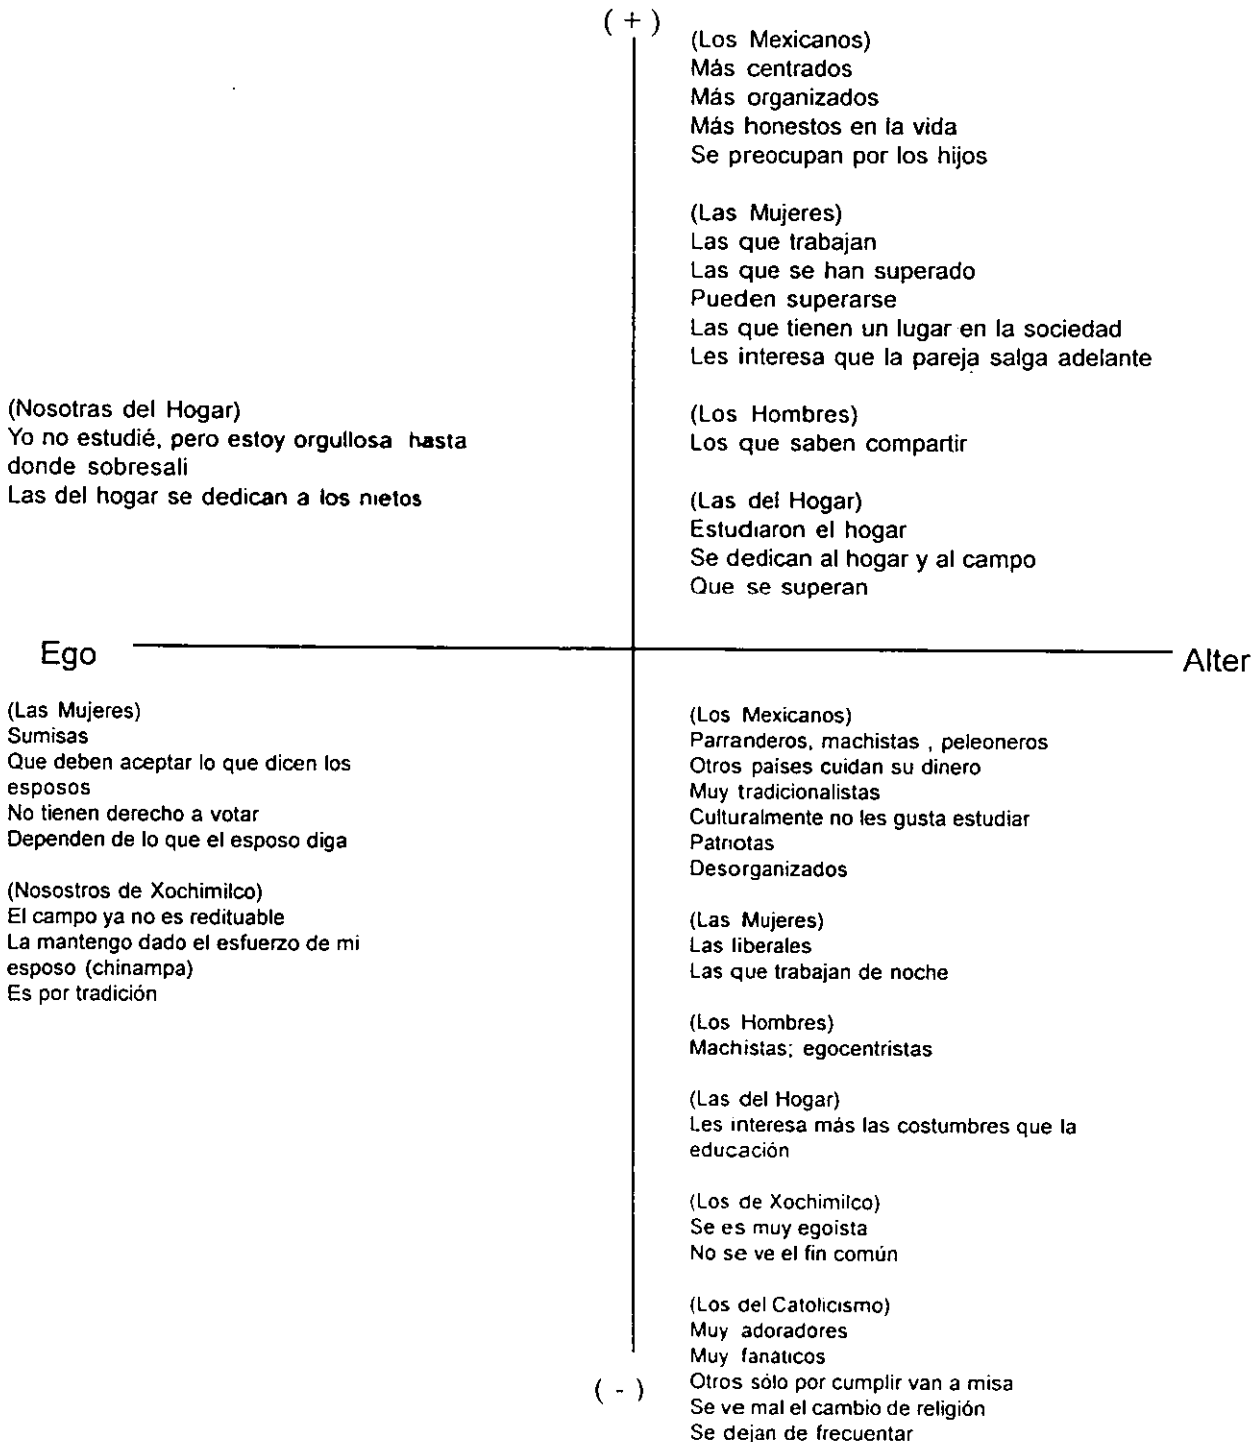 ( + )
(Los Mexicanos)
Más centrados
Más organizados
Más honestos en la vida
Se preocupan por los hijos
(Las Mujeres)
Las que trabajan
Las que se han superado
Pueden superarse
Las que tienen un lugar en la sociedad
Les interesa que la pareja salga adelante
(Nosotras del Hogar)
Yo no estudié, pero estoy orgullosa hasta
donde sobresali
Las del hogar se dedican a los nietos
(Los Hombres)
Los que saben compartir
(Las del Hogar)
Estudiaron el hogar
Se dedican al hogar y al campo
Que se superan
Ego
Alter
(Las Mujeres)
Sumisas
Que deben aceptar lo que dicen los
esposos
No tienen derecho a votar
Dependen de lo que el esposo diga
(Nosostros de Xochimilco)
El campo ya no es redituable
La mantengo dado el esfuerzo de mi
esposo (chinampa)
Es por tradición
(Los Mexicanos)
Parranderos, machistas , peleoneros
Otros países cuidan su dinero
Muy tradicionalistas
Culturalmente no les gusta estudiar
Patriotas
Desorganizados
(Las Mujeres)
Las liberales
Las que trabajan de noche
(Los Hombres)
Machistas; egocentristas
(Las del Hogar)
Les interesa más las costumbres que la
educación
(Los de Xochimilco)
Se es muy egoísta
No se ve el fin común
(Los del Catolicismo)
Muy adoradores
Muy fanáticos
Otros sólo por cumplir van a misa
Se ve mal el cambio de religión
Se dejan de frecuentar
( - )